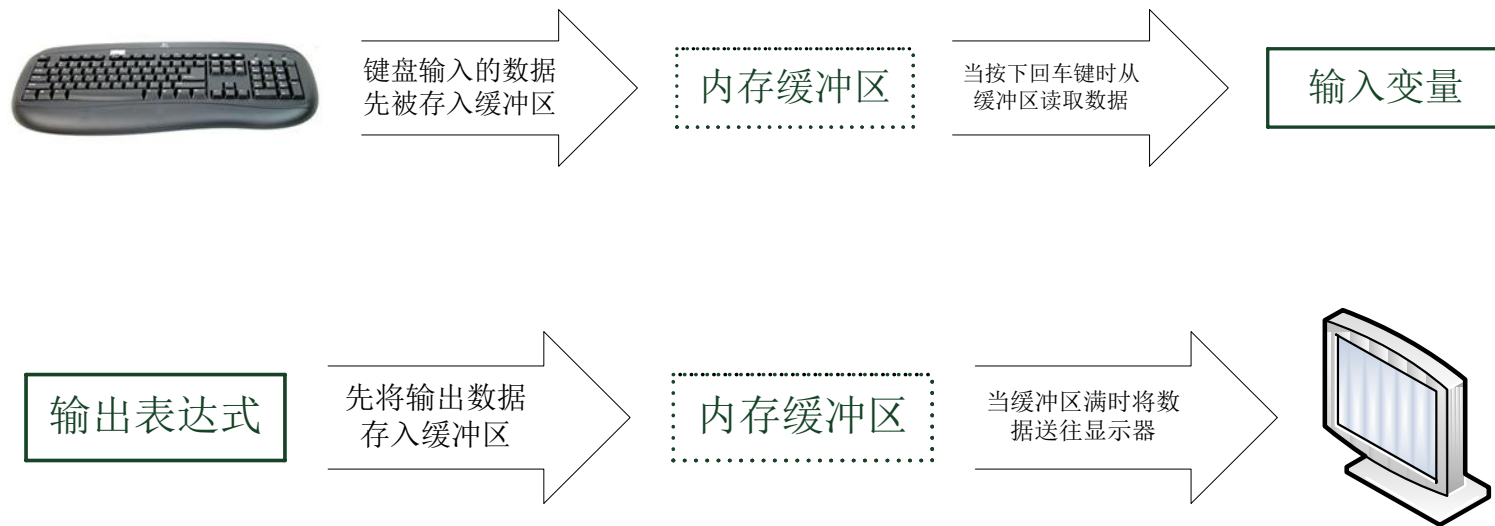 键盘输入的数据
先被存入缓冲区
内存缓冲区
当按下回车键时从
缓冲区读取数据
输入变量
输出表达式
先将输出数据
存入缓冲区
内存缓冲区
当缓冲区满时将数
据送往显示器